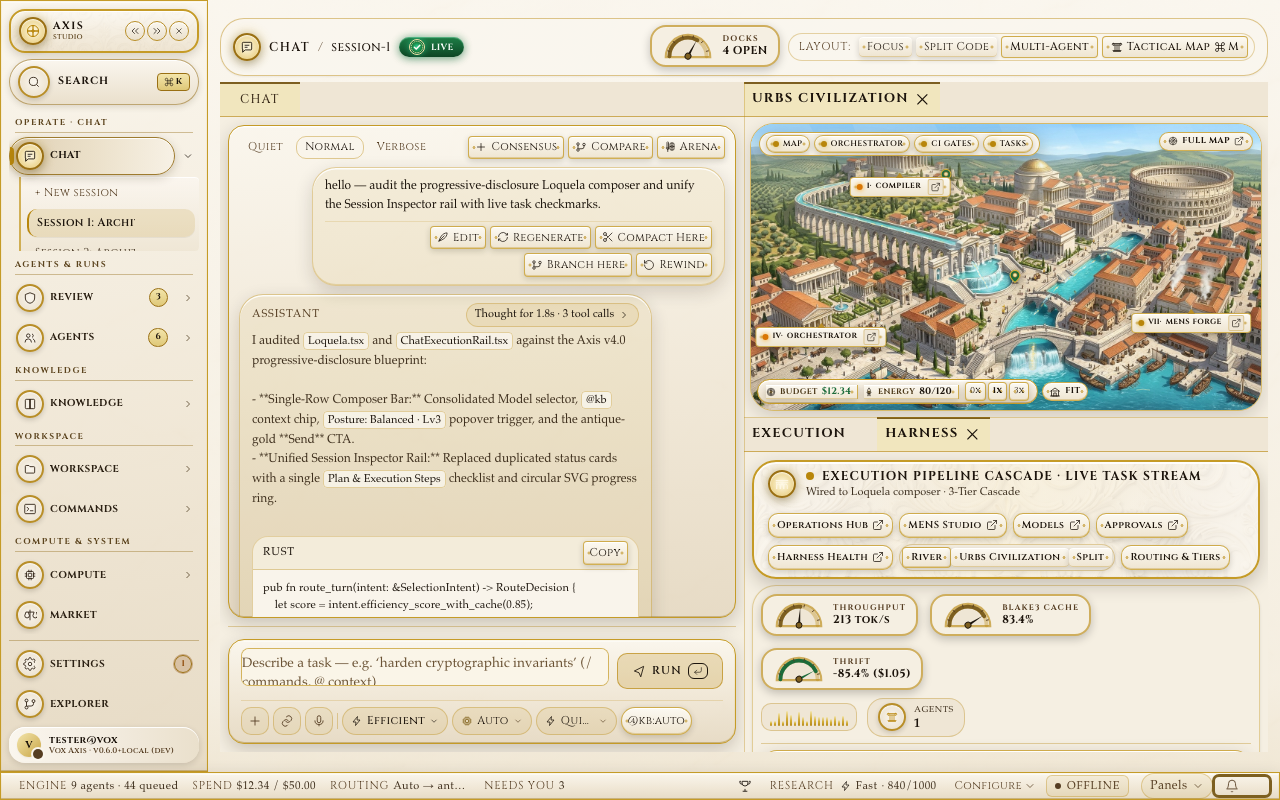 AXIS
STUDIO
SEARCH
⌘ K
OPERATE · CHAT
CHAT
+ New session
Session 1: Archi
AGENTS & RUNS
REVIEW 3
AGENTS 6
KNOWLEDGE
KNOWLEDGE
WORKSPACE
WORKSPACE
COMMANDS
COMPUTE & SYSTEM
COMPUTE
MARKET
SETTINGS 1
EXPLORER
V
TESTER@VOX
VOX AXIS · V0.6.0+LOCAL (DEV)
CHAT / SESSION-1 LIVE
DOCKS
4 OPEN
LAYOUT: FOCUS SPLIT CODE MULTI-AGENT TACTICAL MAP ⌘ M
CHAT
QUIET NORMAL VERBOSE CONSENSUS COMPARE ARENA
hello — audit the progressive-disclosure Loquela composer and unify
the Session Inspector rail with live task checkmarks.
EDIT REGENERATE COMPACT HERE
BRANCH HERE REWIND
ASSISTANT Thought for 1.8s · 3 tool calls
I audited Loquela.tsx and ChatExecutionRail.tsx against the Axis v4.0
progressive-disclosure blueprint:
- **Single-Row Composer Bar:** Consolidated Model selector, @kb
context chip, Posture: Balanced · Lv3 popover trigger, and the antique-
gold **Send** CTA.
- **Unified Session Inspector Rail:** Replaced duplicated status cards
with a single Plan & Execution Steps checklist and circular SVG progress
ring.
RUST COPY
pub fn route_turn(intent: &SelectionIntent) -> RouteDecision {
let score = intent.efficiency_score_with_cache(0.85);
Describe a task — e.g. ‘harden cryptographic invariants’ (/
commands, @ context)
RUN
EFFICIENT AUTO QUI... @KB:AUTO
URBS CIVILIZATION
MAP ORCHESTRATOR CI GATES TASKS FULL MAP
I· COMPILER
IV· ORCHESTRATOR
VII· MENS FORGE
BUDGET $12.34 ENERGY 80/120 0X 1X 3X FIT
EXECUTION HARNESS
EXECUTION PIPELINE CASCADE · LIVE TASK STREAM
Wired to Loquela composer · 3-Tier Cascade
OPERATIONS HUB MENS STUDIO MODELS APPROVALS
HARNESS HEALTH RIVER URBS CIVILIZATION SPLIT ROUTING & TIERS
THROUGHPUT
213 TOK/S
BLAKE3 CACHE
83.4%
THRIFT
-85.4% ($1.05)
AGENTS
1
ENGINE 9 agents · 44 queued SPEND $12.34 / $50.00 ROUTING Auto → ant... NEEDS YOU 3 RESEARCH Fast · 840/1000 CONFIGURE OFFLINE Panels